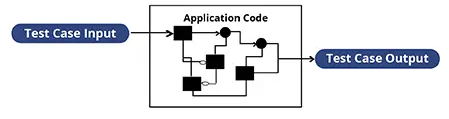 Application Code
Test Case Input
Test Case Output